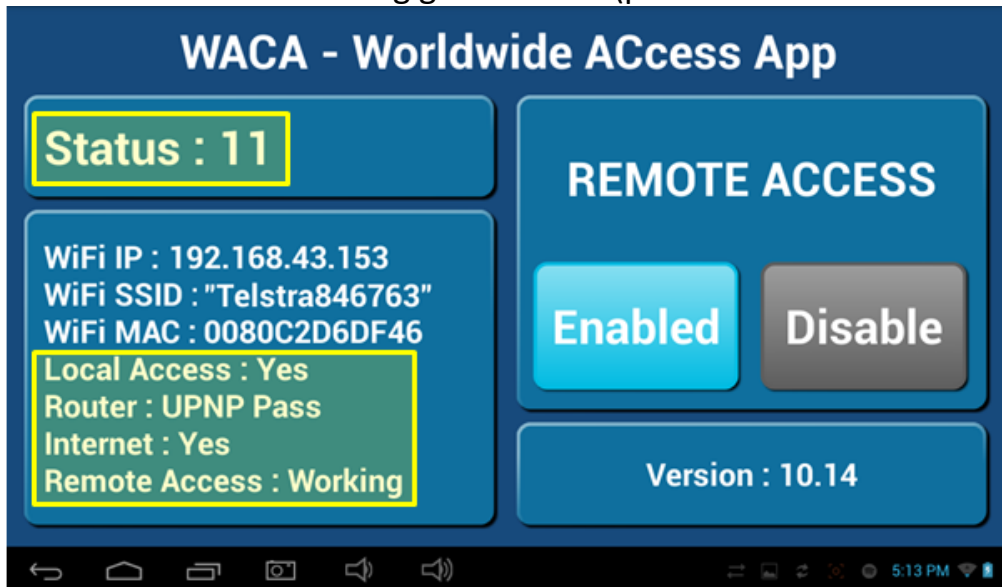 WACA - Worldwide ACcess App
Status : 11
WiFi IP : 192.168.43.153
WiFi SSID : "Telstra846763"
WiFi MAC : 0080C2D6DF46
Local Access : Yes
Router : UPNP Pass
Internet : Yes
Remote Access : Working
REMOTE ACCESS
Enabled
Disable
Version : 10.14
5:13 PM